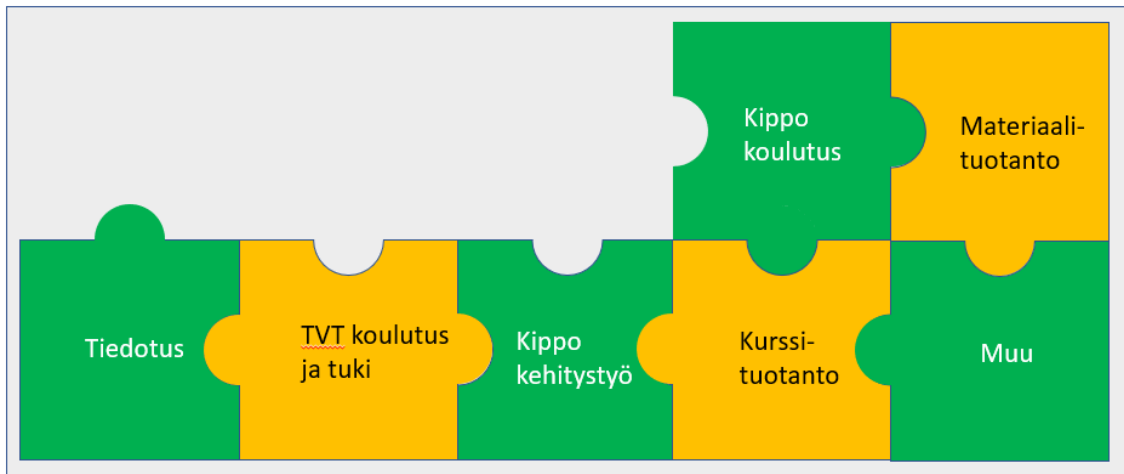 Kippo
koulutus
Materiaali-
tuotanto
Tiedotus
TVT koulutus
ja tuki
Kippo
kehitystyö
Kurssi-
tuotanto
Muu